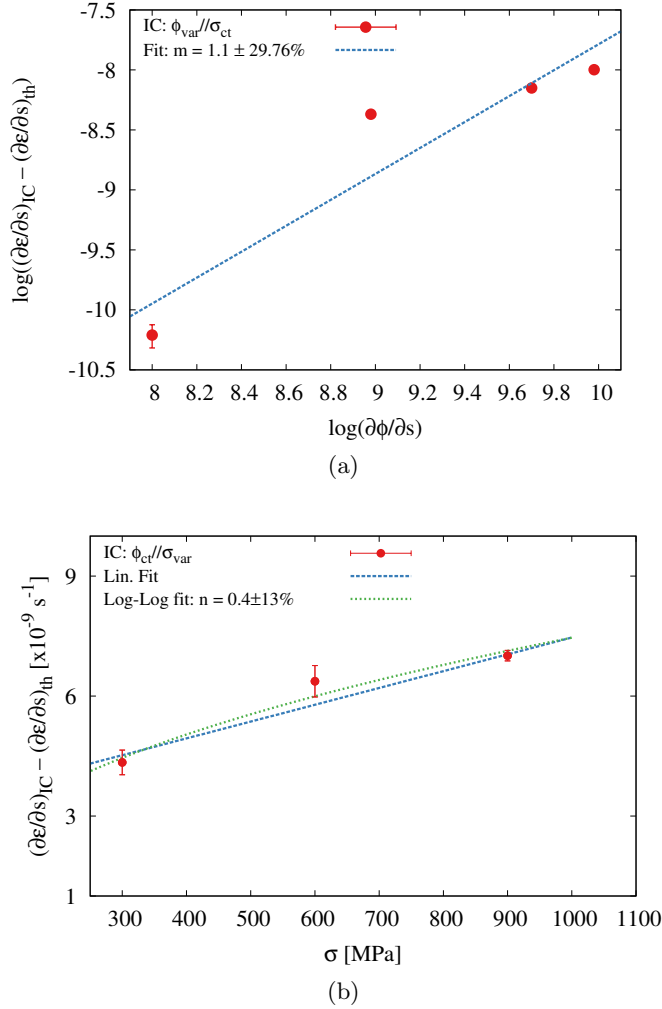 IC: ϕvar//σct
Fit: m = 1.1 ± 29.76%
-7.5
-8
-8.5
-9
-9.5
-10
-10.5
log((∂ε/∂s)IC − (∂ε/∂s)th)
8 8.2 8.4 8.6 8.8 9 9.2 9.4 9.6 9.8 10
log(∂ϕ/∂s)
(a)
IC: ϕct//σvar
Lin. Fit
Log-Log fit: n = 0.4±13%
9
6
3
1
(∂ε/∂s)IC − (∂ε/∂s)th [x10-9 s-1]
300 400 500 600 700 800 900 1000 1100
σ [MPa]
(b)